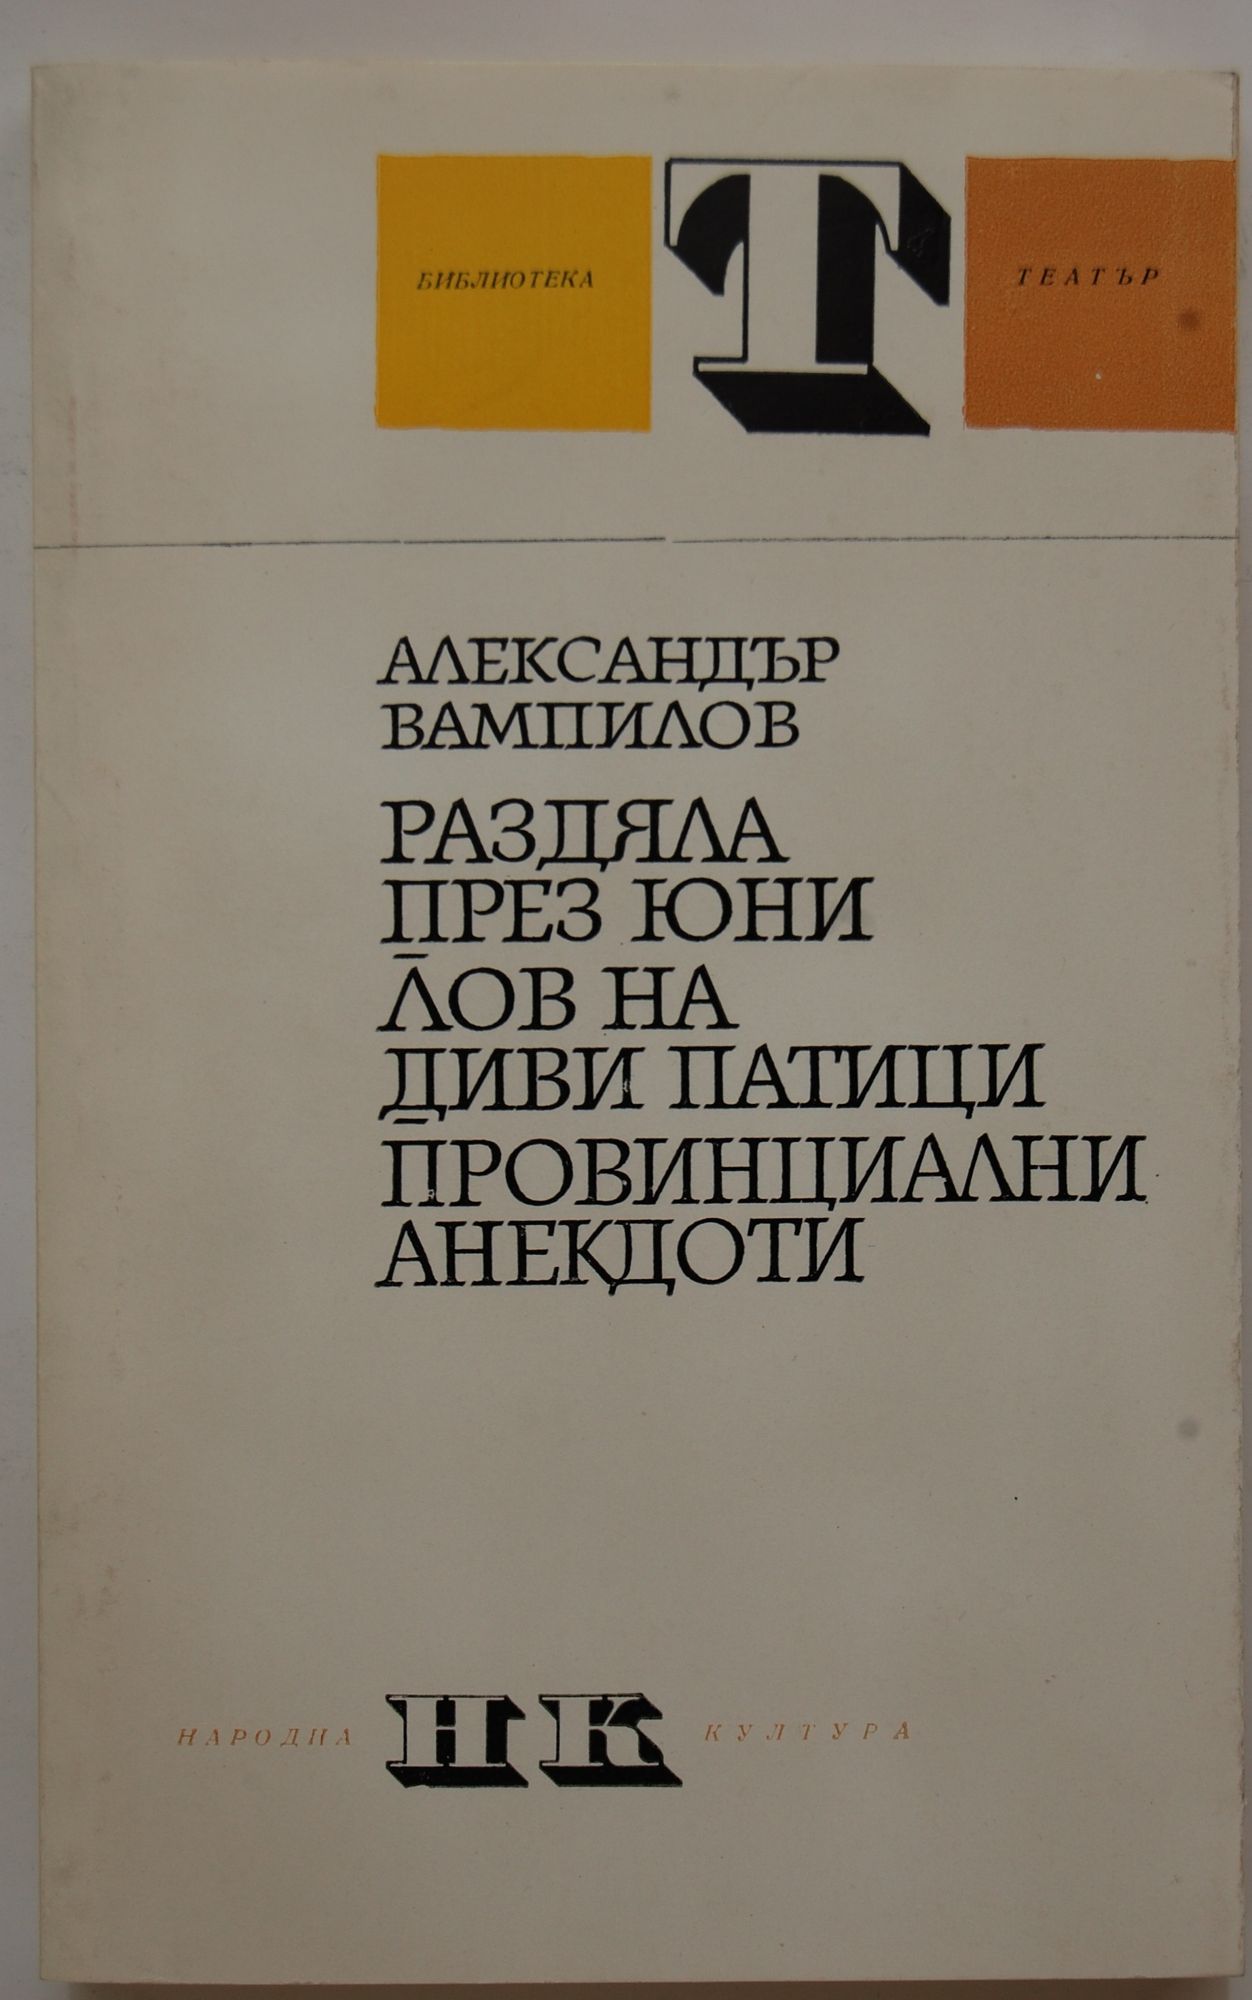 БИБЛИОТЕКА Т ТЕАТЪР
АЛЕКСАНДЪР
ВАМПИЛОВ
РАЗДЯЛА
ПРЕЗ ЮНИ
ЛОВ НА
ДИВИ ПАТИЦИ
ПРОВИНЦИАЛНИ
АНЕКДОТИ
НАРОДНА НК КУЛТУРА